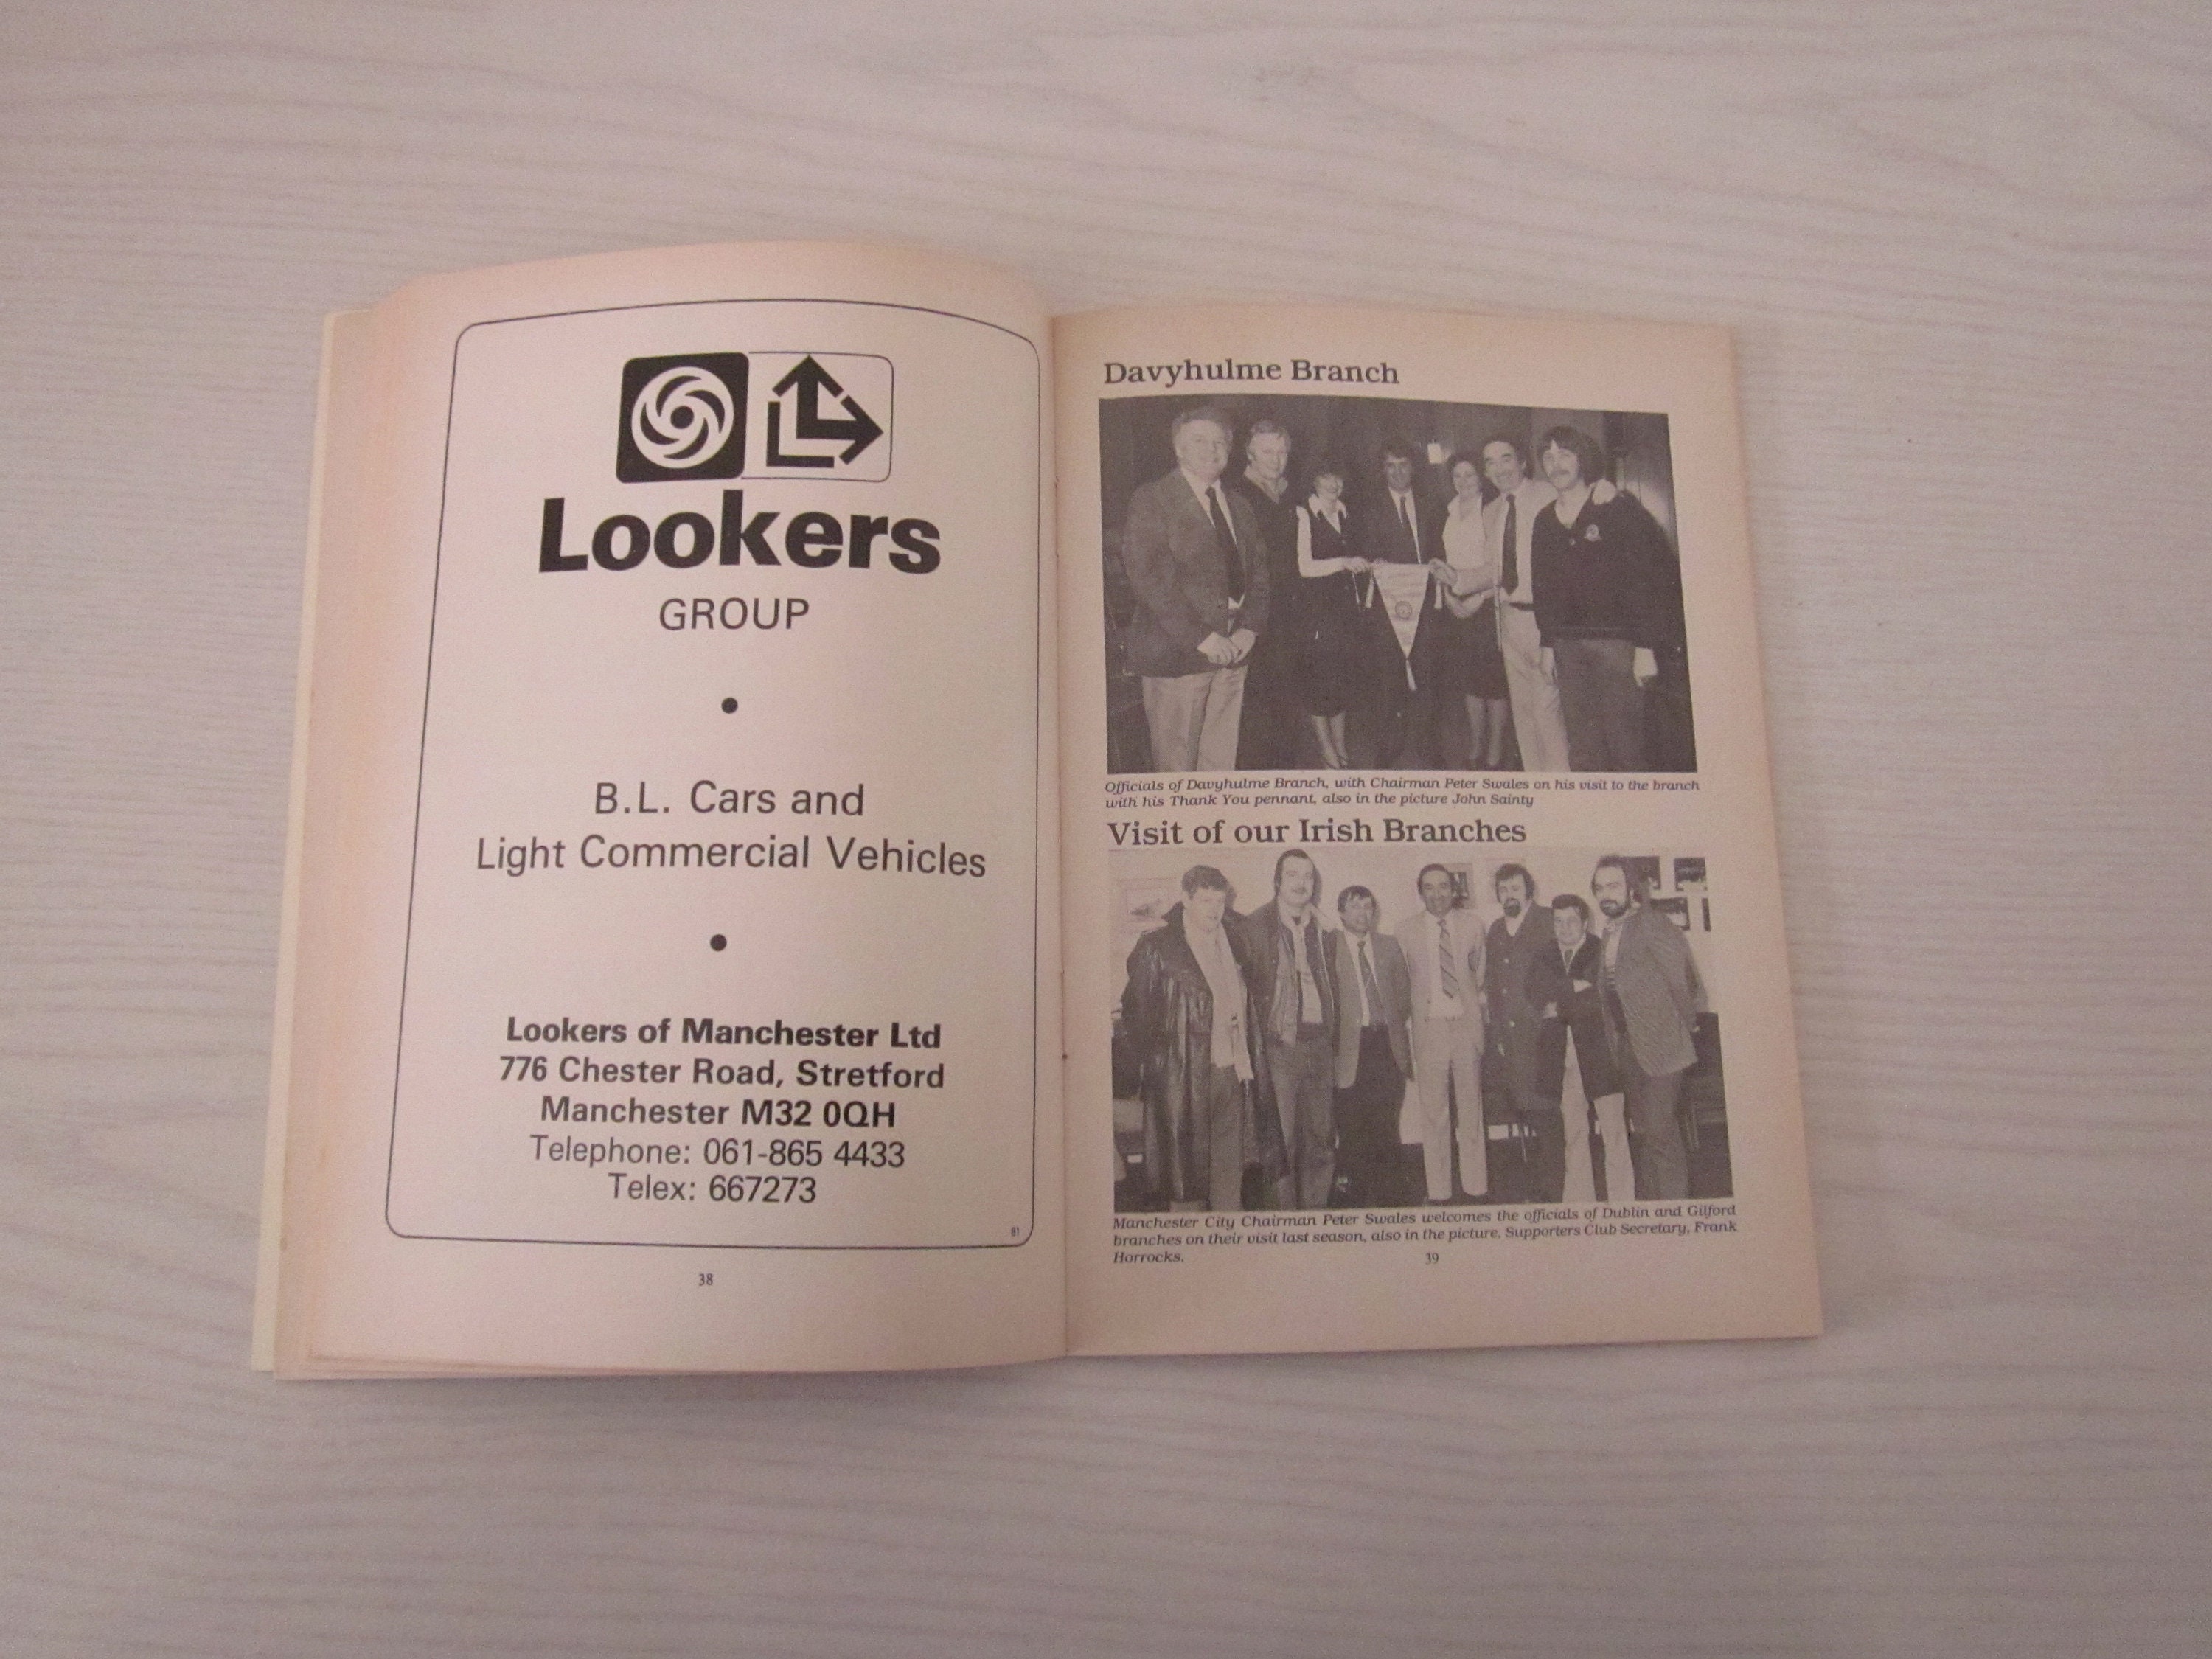 Lookers
GROUP
B.L. Cars and
Light Commercial Vehicles
Lookers of Manchester Ltd
776 Chester Road, Stretford
Manchester M32 0QH
Telephone: 061-865 4433
Telex: 667273
81
38
Davyhulme Branch
Officials of Davyhulme Branch, with Chairman Peter Swales on his visit to the branch
with his Thank You pennant, also in the picture John Sainty
Visit of our Irish Branches
Manchester City Chairman Peter Swales welcomes the officials of Dublin and Gilford
branches on their visit last season, also in the picture, Supporters Club Secretary, Frank
Horrocks.
39